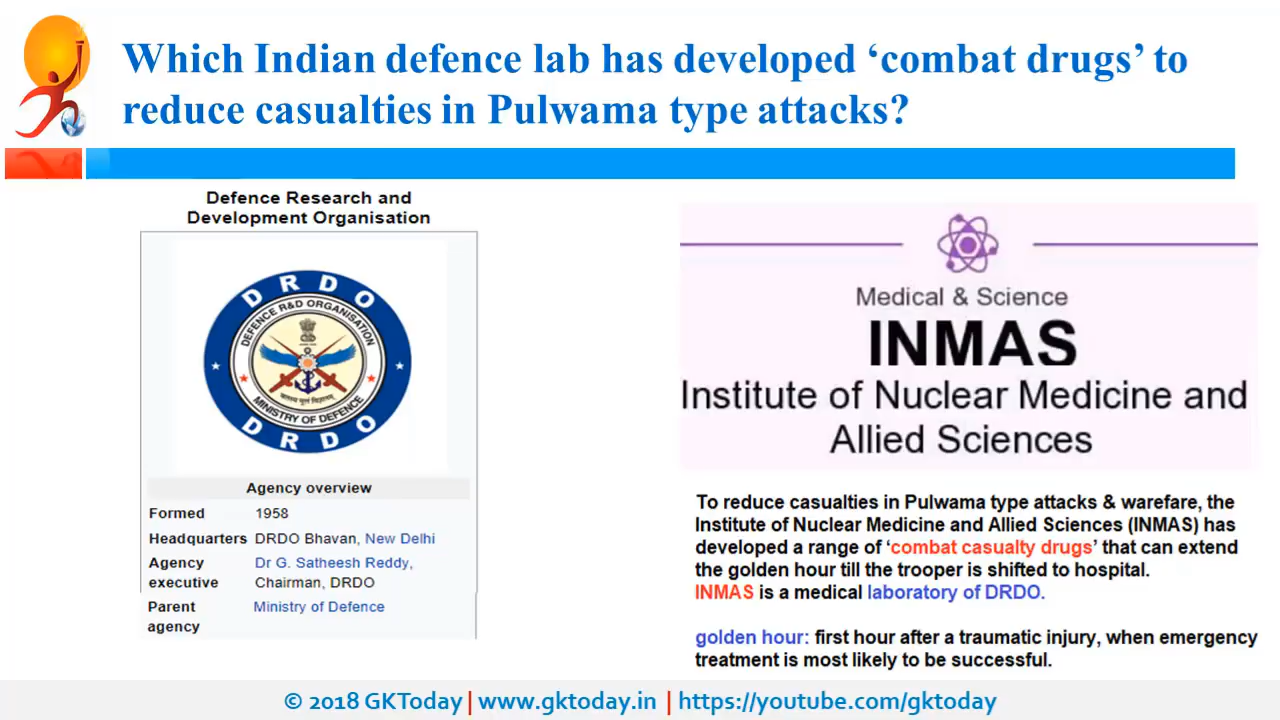 Which Indian defence lab has developed ‘combat drugs’ to
reduce casualties in Pulwama type attacks?
Defence Research and
Development Organisation
DRDO
DEFENCE R&D ORGANISATION
MINISTRY OF DEFENCE
DRDO
Agency overview
Formed 1958
Headquarters DRDO Bhavan, New Delhi
Agency Dr G. Satheesh Reddy,
executive Chairman, DRDO
Parent Ministry of Defence
agency
Medical & Science
INMAS
Institute of Nuclear Medicine and
Allied Sciences
To reduce casualties in Pulwama type attacks & warefare, the
Institute of Nuclear Medicine and Allied Sciences (INMAS) has
developed a range of ‘combat casualty drugs’ that can extend
the golden hour till the trooper is shifted to hospital.
INMAS is a medical laboratory of DRDO.
golden hour: first hour after a traumatic injury, when emergency
treatment is most likely to be successful.
© 2018 GKToday | www.gktoday.in | https://youtube.com/gktoday